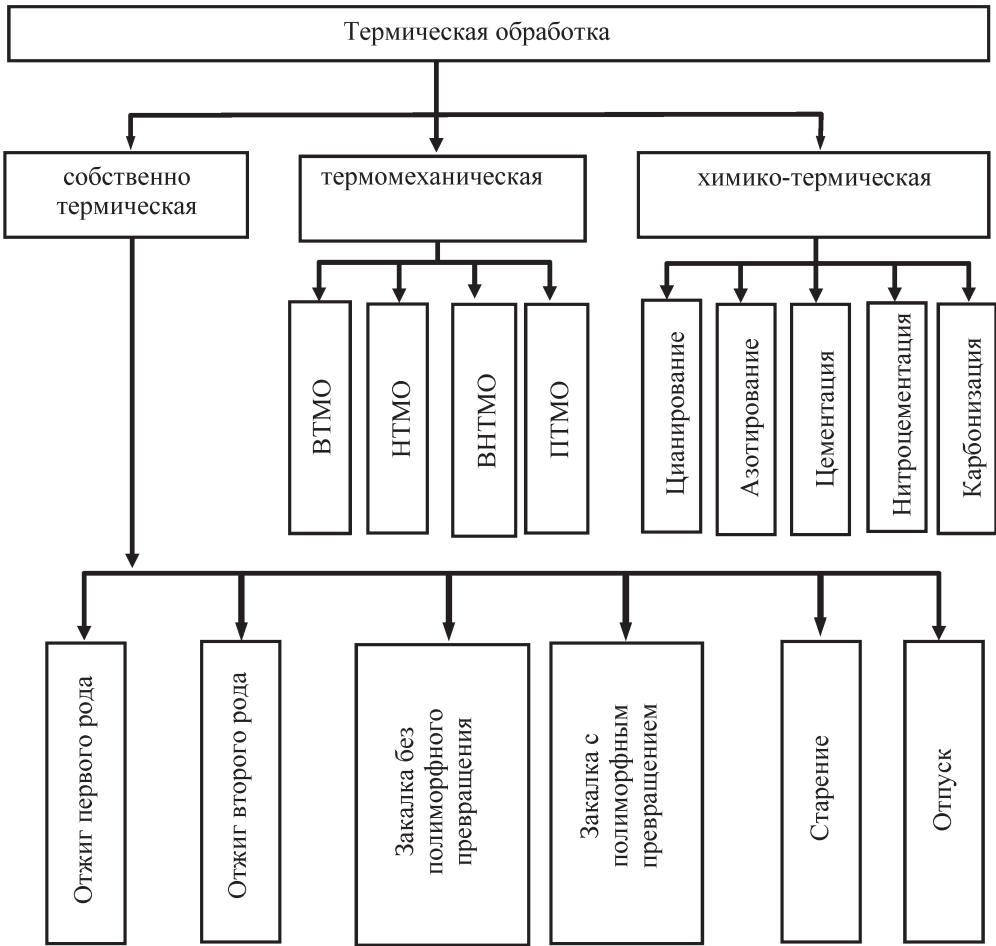 Термическая обработка
собственно
термическая
термомеханическая
химико-термическая
ВТМО
НТМО
ВНТМО
ПТМО
Цианирование
Азотирование
Цементация
Нитроцементация
Карбонизация
Отжиг первого рода
Отжиг второго рода
Закалка без
полиморфного
превращения
Закалка с
полиморфным
превращением
Старение
Отпуск